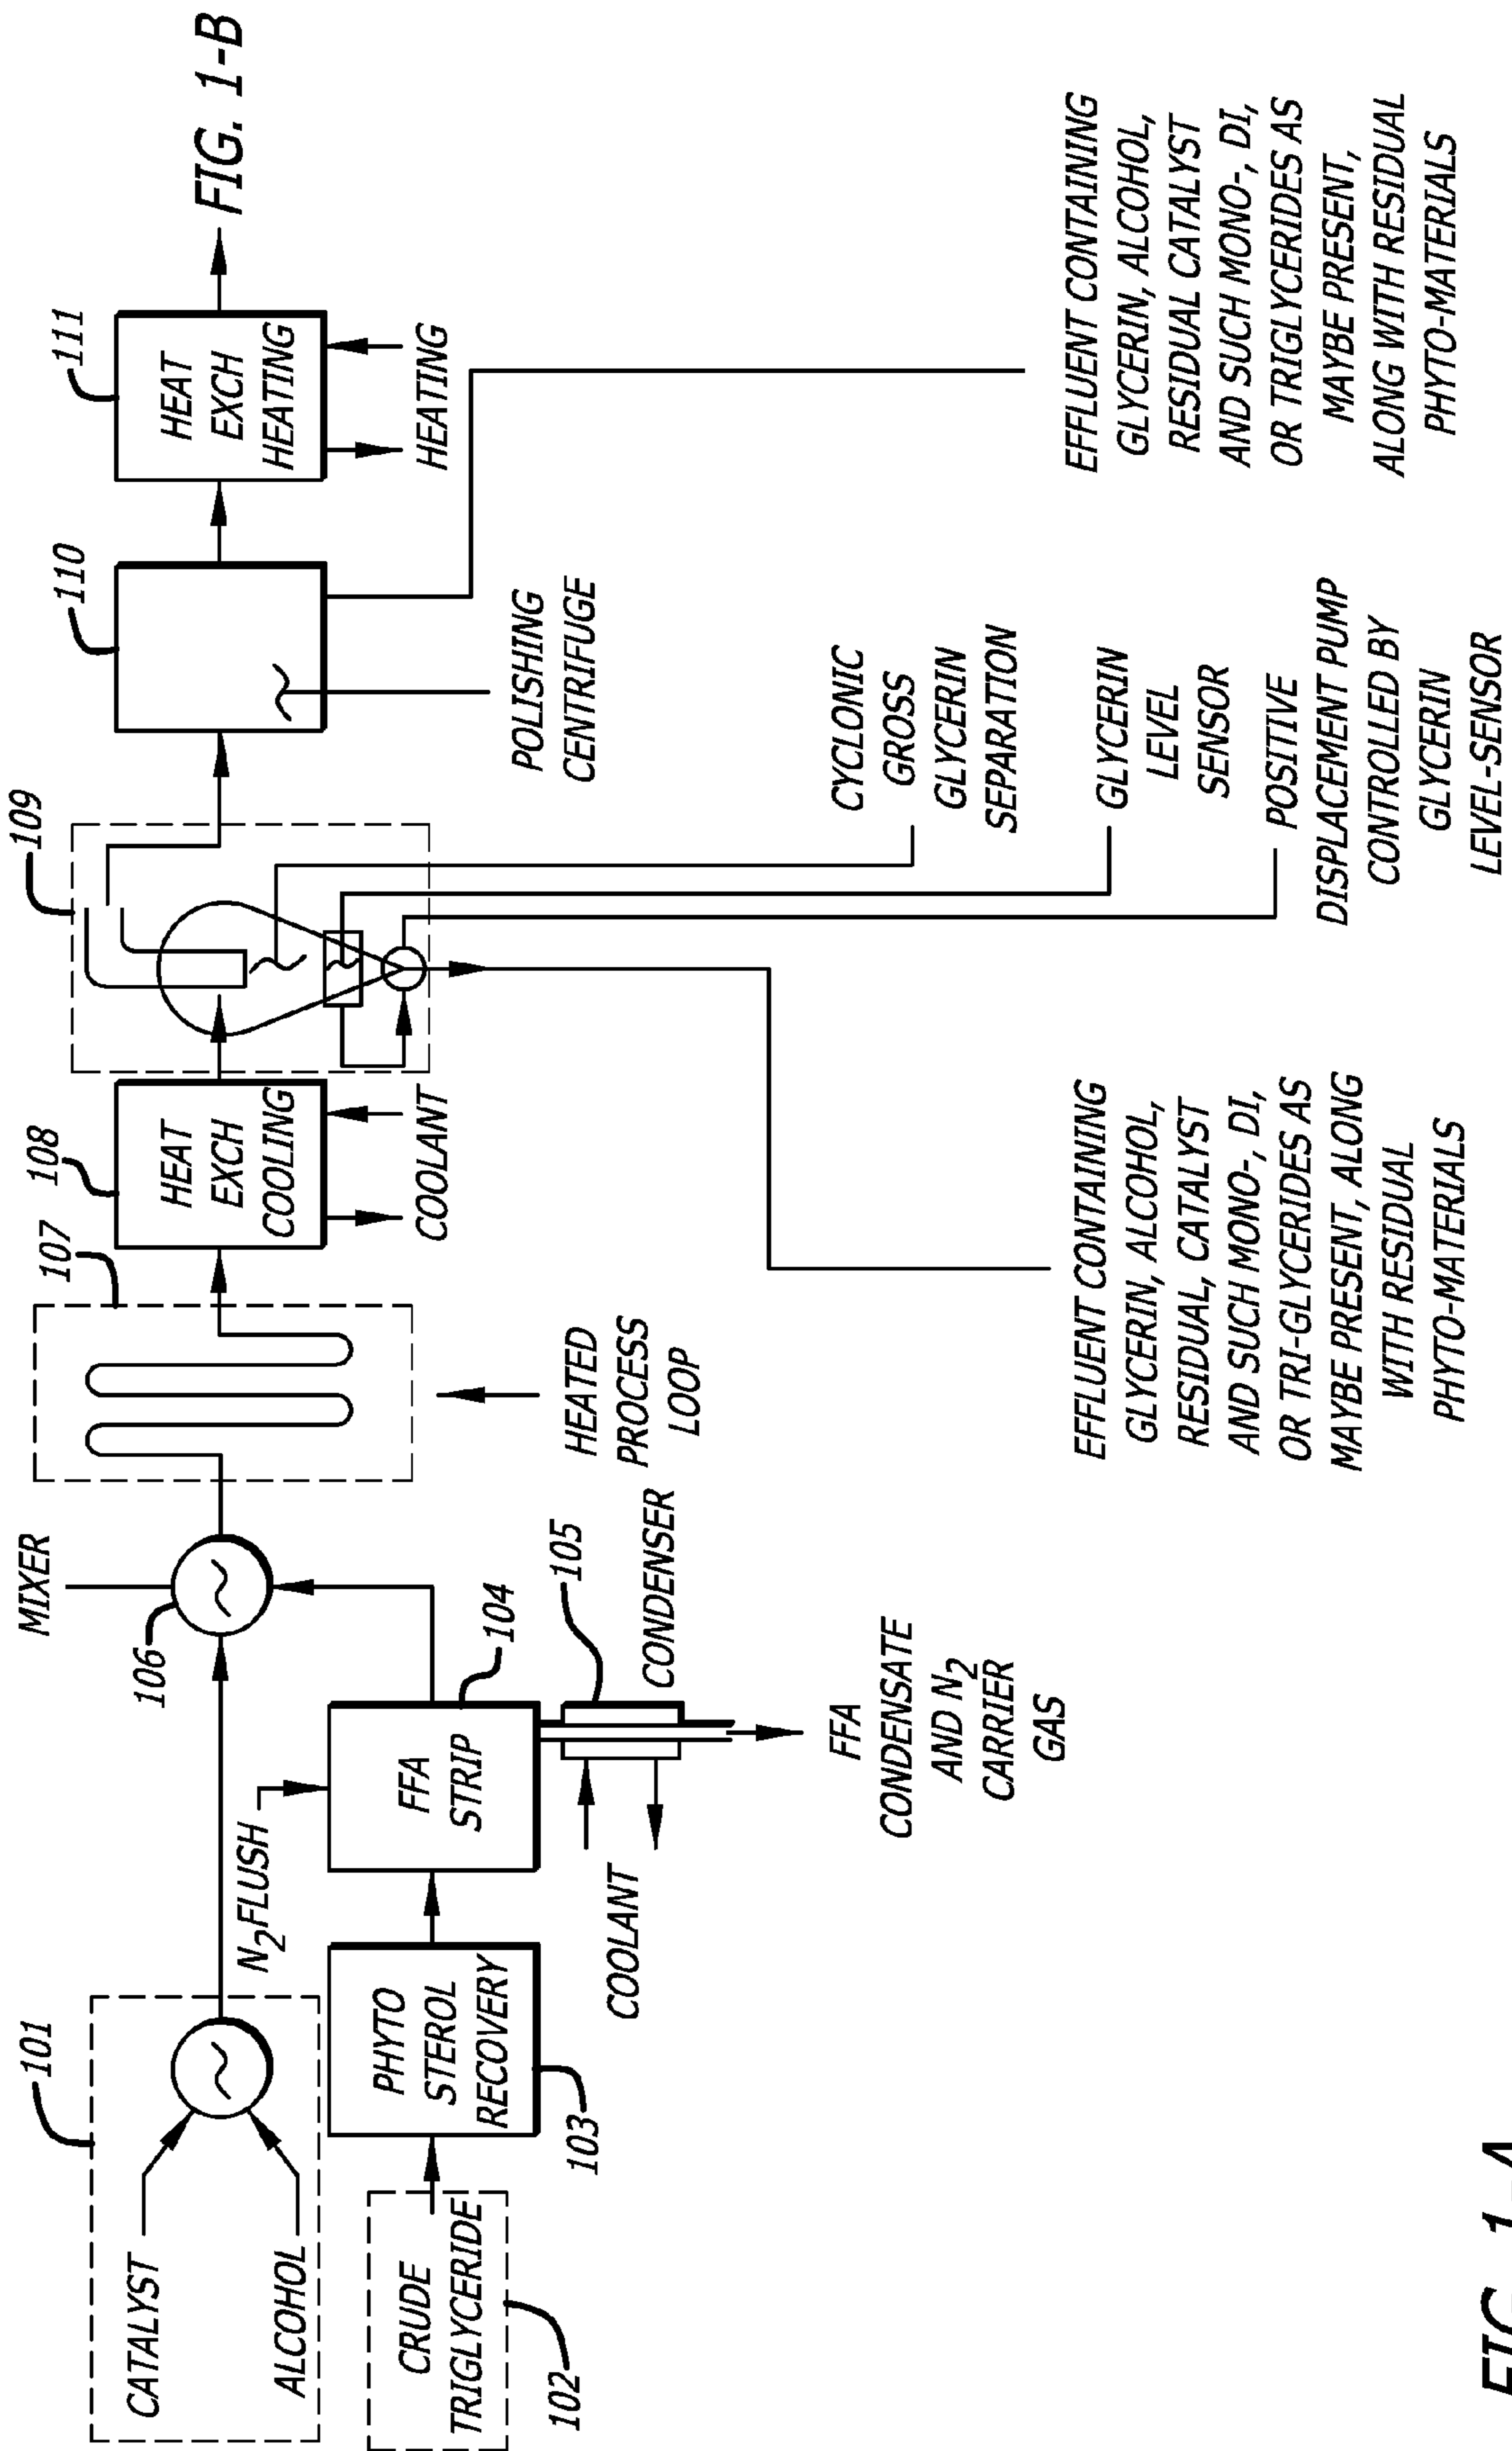 101
CATALYST
ALCOHOL
102
CRUDE
TRIGLYCERIDE
103
PHYTO
STEROL
RECOVERY
N2 FLUSH
104
FFA
STRIP
COOLANT
105
CONDENSER
FFA
CONDENSATE
AND N2
CARRIER
GAS
MIXER
106
107
HEATED
PROCESS
LOOP
108
HEAT
EXCH
COOLING
COOLANT
109
CYCLONIC
GROSS
GLYCERIN
SEPARATION
GLYCERIN
LEVEL
SENSOR
POSITIVE
DISPLACEMENT PUMP
CONTROLLED BY
GLYCERIN
LEVEL-SENSOR
EFFLUENT CONTAINING
GLYCERIN, ALCOHOL,
RESIDUAL, CATALYST
AND SUCH MONO-, DI,
OR TRI-GLYCERIDES AS
MAYBE PRESENT, ALONG
WITH RESIDUAL
PHYTO-MATERIALS
110
POLISHING
CENTRIFUGE
111
HEAT
EXCH
HEATING
HEATING
FIG. 1-B
EFFLUENT CONTAINING
GLYCERIN, ALCOHOL,
RESIDUAL CATALYST
AND SUCH MONO-, DI,
OR TRIGLYCERIDES AS
MAYBE PRESENT,
ALONG WITH RESIDUAL
PHYTO-MATERIALS
FIG. 1-A